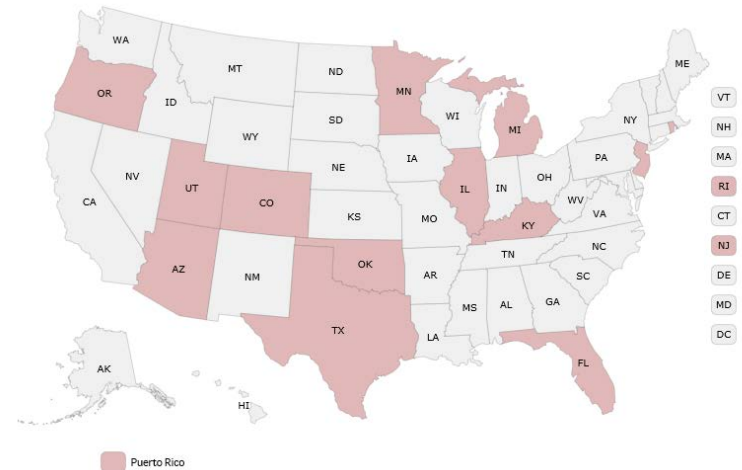 WA
MT
ND
MN
ME
OR
ID
SD
WI
MI
NY
VT
WY
NH
IA
PA
MA
NE
NV
UT
CO
IL
IN
OH
RI
CA
KS
MO
KY
WV
VA
CT
NJ
AZ
NM
OK
AR
TN
NC
DE
SC
MS
AL
GA
MD
TX
LA
DC
FL
AK
HI
Puerto Rico